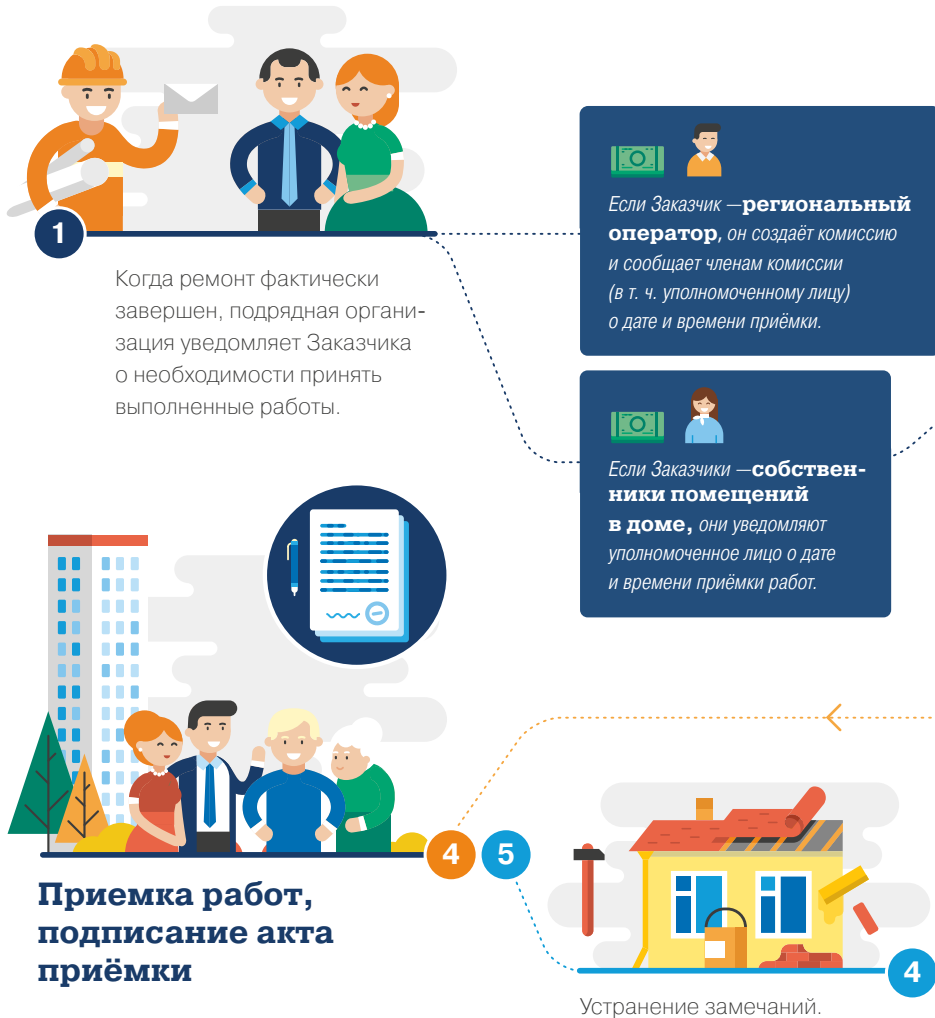 1
Когда ремонт фактически
завершен, подрядная органи-
зация уведомляет Заказчика
о необходимости принять
выполненные работы.
Если Заказчик —региональный
оператор, он создаёт комиссию
и сообщает членам комиссии
(в т. ч. уполномоченному лицу)
о дате и времени приёмки.
Если Заказчики —собствен-
ники помещений
в доме, они уведомляют
уполномоченное лицо о дате
и времени приёмки работ.
4 5
Приемка работ,
подписание акта
приёмки
4
Устранение замечаний.